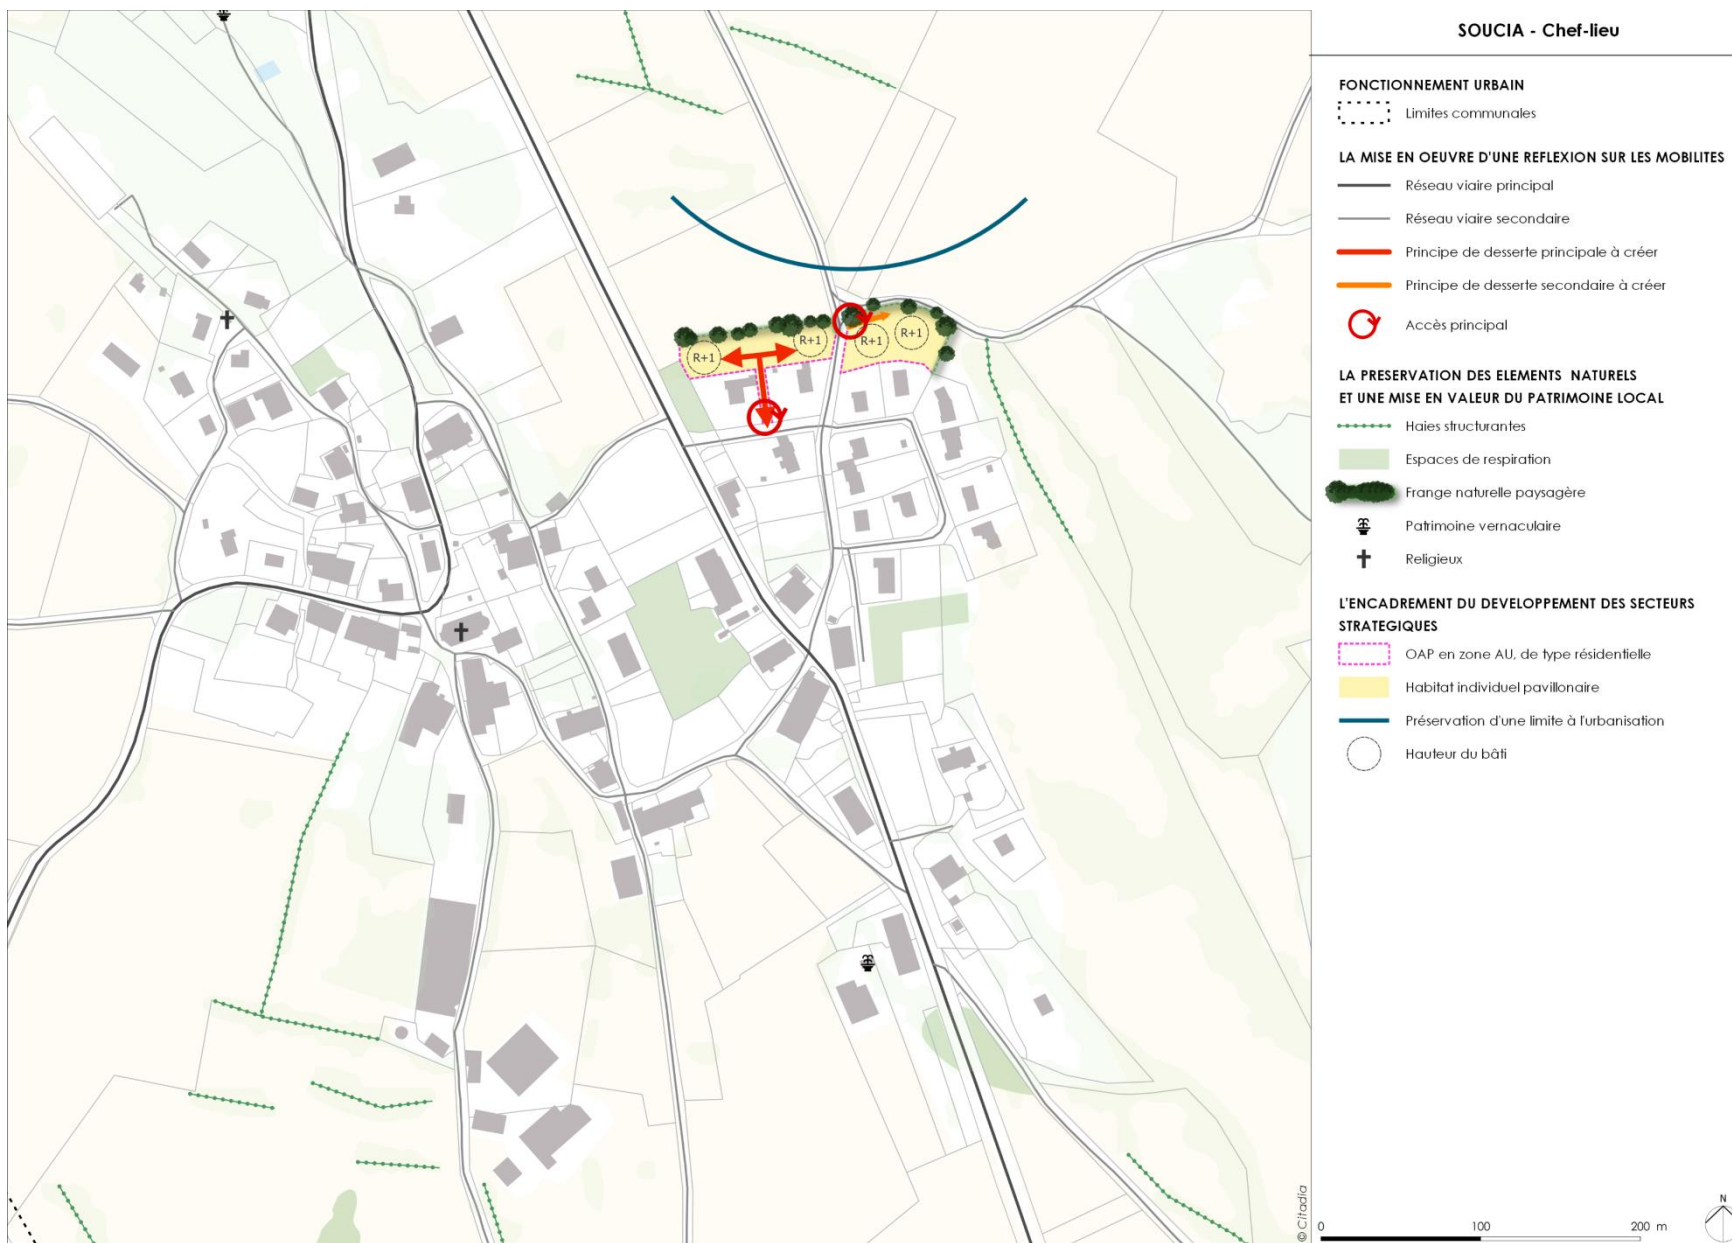 SOUCIA - Chef-lieu
FONCTIONNEMENT URBAIN
Limites communales
LA MISE EN OEUVRE D'UNE REFLEXION SUR LES MOBILITES
Réseau viaire principal
Réseau viaire secondaire
Principe de desserte principale à créer
Principe de desserte secondaire à créer
Accès principal
LA PRESERVATION DES ELEMENTS NATURELS
ET UNE MISE EN VALEUR DU PATRIMOINE LOCAL
Haies structurantes
Espaces de respiration
Frange naturelle paysagère
Patrimoine vernaculaire
Religieux
L'ENCADREMENT DU DEVELOPPEMENT DES SECTEURS
STRATEGIQUES
OAP en zone AU, de type résidentielle
Habitat individuel pavillonaire
Préservation d'une limite à l'urbanisation
Hauteur du bâti
R+1
R+1
R+1
R+1
© Citadia
0 100 200 m
N